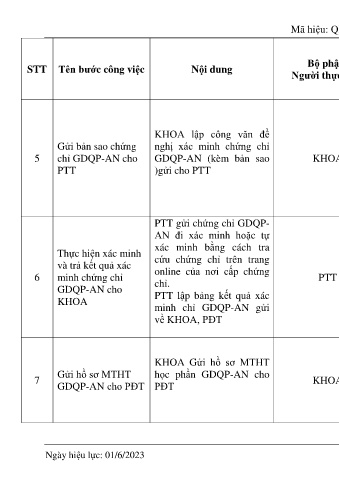 Mã hiệu: Q
STT
Tên bước công việc
Nội dung
Bộ phậ
Người thực
5
Gửi bản sao chứng
chỉ GDQP-AN cho
PTT
KHOA lập công văn đề
nghị xác minh chứng chỉ
GDQP-AN (kèm bản sao
)gửi cho PTT
KHOA
6
Thực hiện xác minh
và trả kết quả xác
minh chứng chỉ
GDQP-AN cho
KHOA
PTT gửi chứng chỉ GDQP-
AN đi xác minh hoặc tự
xác minh bằng cách tra
cứu chứng chỉ trên trang
online của nơi cấp chứng
chỉ.
PTT lập bảng kết quả xác
minh chỉ GDQP-AN gửi
về KHOA, PĐT
PTT
7
Gửi hồ sơ MTHT
GDQP-AN cho PĐT
KHOA Gửi hồ sơ MTHT
học phần GDQP-AN cho
PĐT
KHOA
Ngày hiệu lực: 01/6/2023